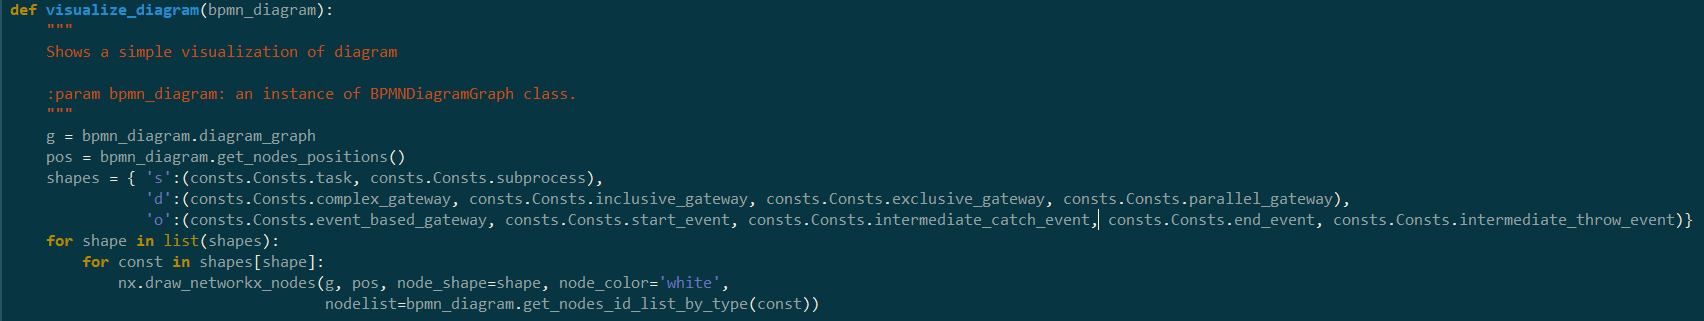 def visualize_diagram(bpmn_diagram):
    """
    Shows a simple visualization of diagram

    :param bpmn_diagram: an instance of BPMNDiagramGraph class.
    """
    g = bpmn_diagram.diagram_graph
    pos = bpmn_diagram.get_nodes_positions()
    shapes = { 's':(consts.Consts.task, consts.Consts.subprocess),
               'd':(consts.Consts.complex_gateway, consts.Consts.inclusive_gateway, consts.Consts.exclusive_gateway, consts.Consts.parallel_gateway),
               'o':(consts.Consts.event_based_gateway, consts.Consts.start_event, consts.Consts.intermediate_catch_event, consts.Consts.end_event, consts.Consts.intermediate_throw_event)}
    for shape in list(shapes):
        for const in shapes[shape]:
            nx.draw_networkx_nodes(g, pos, node_shape=shape, node_color='white',
                                   nodelist=bpmn_diagram.get_nodes_id_list_by_type(const))